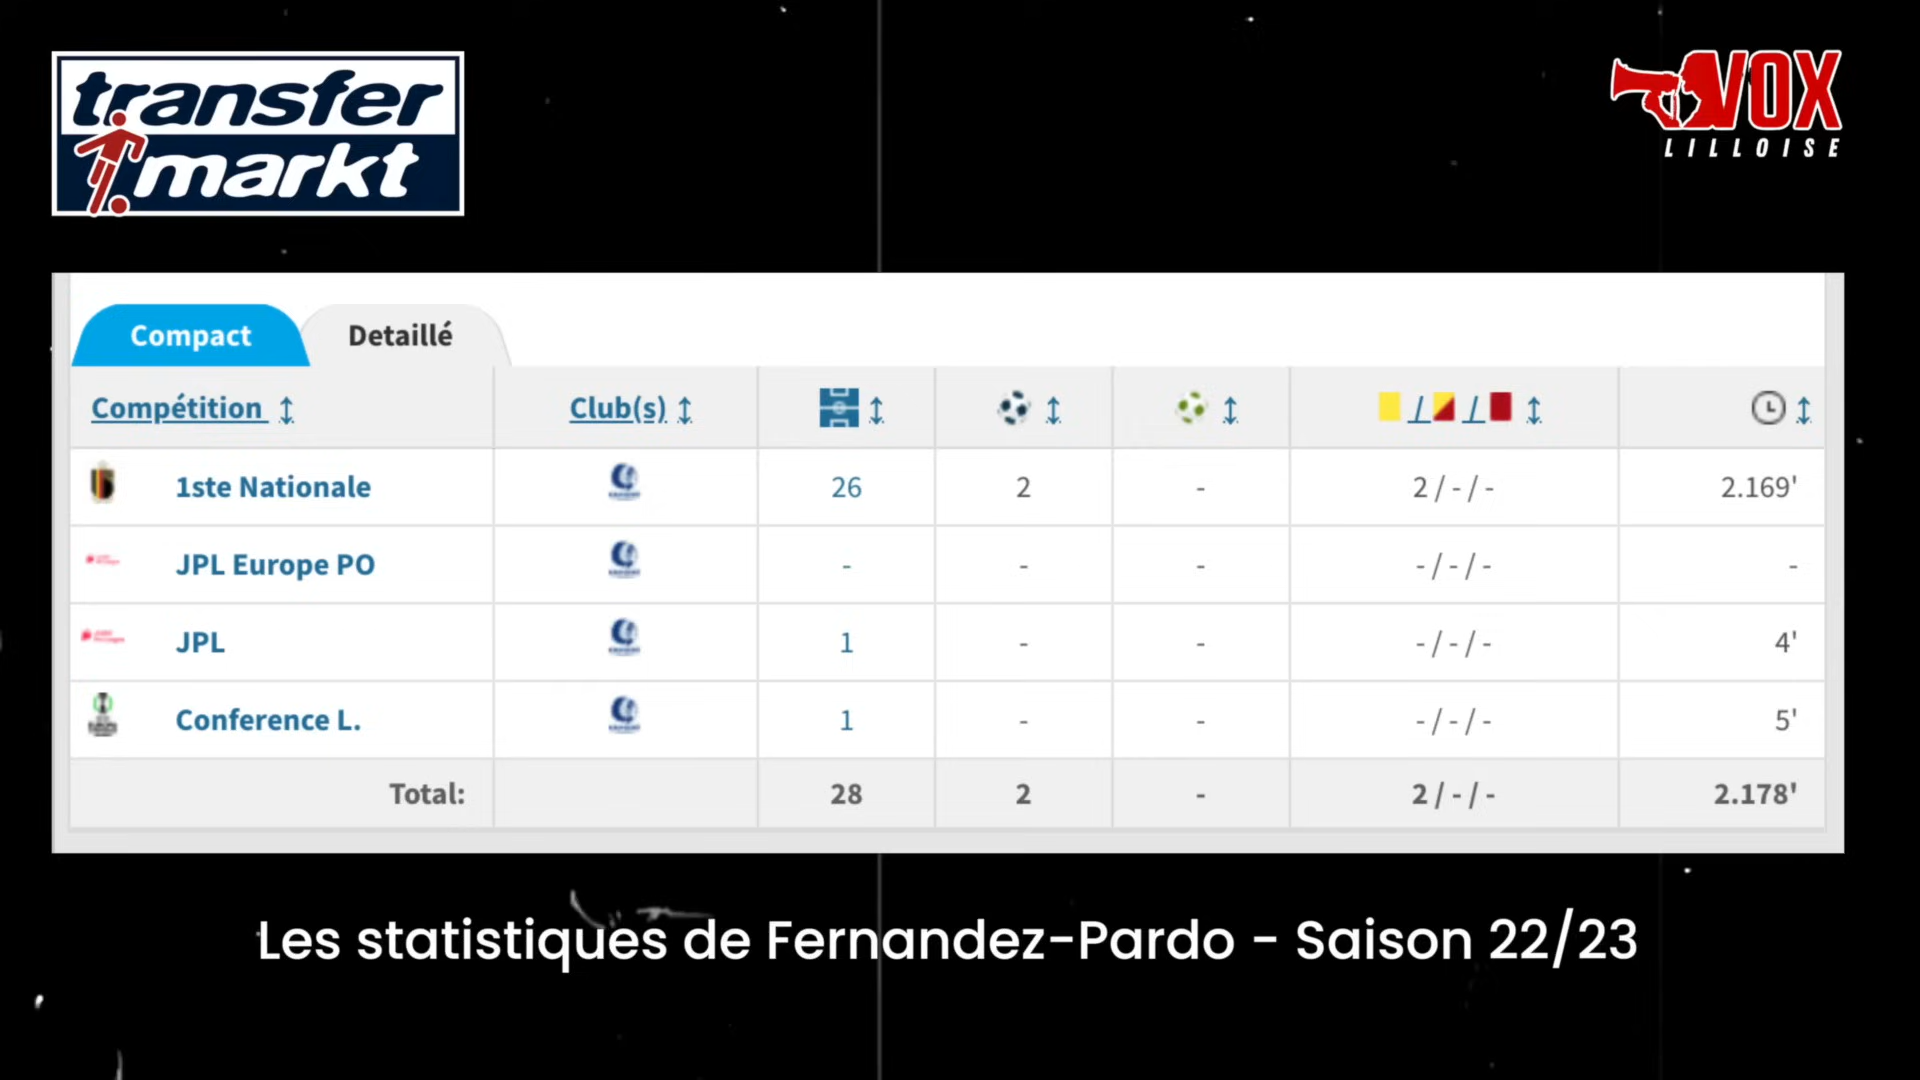 transfer
markt
VOX
LILLOISE
Compact Detaillé
Compétition Club(s)
1ste Nationale 26 2 - 2 / - / - 2.169'
JPL Europe PO - - - - / - / - -
JPL 1 - - - / - / - 4'
Conference L. 1 - - - / - / - 5'
Total: 28 2 - 2 / - / - 2.178'
Les statistiques de Fernandez-Pardo - Saison 22/23